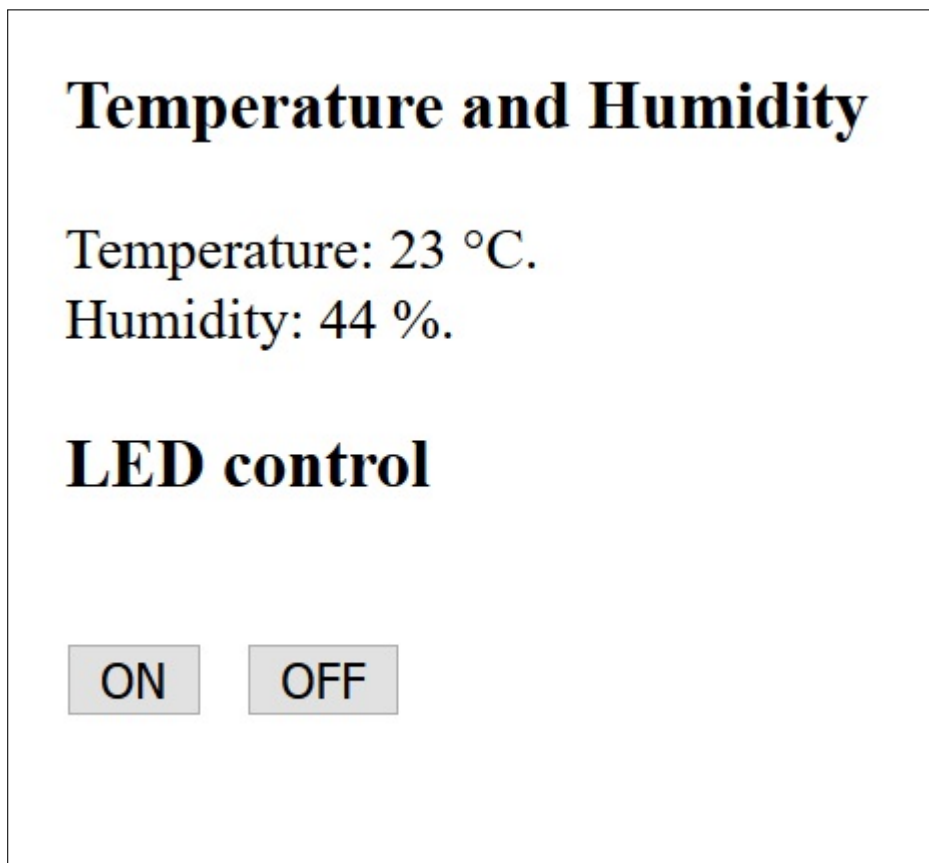 Temperature and Humidity
Temperature: 23 °C.
Humidity: 44 %.
LED control
ON OFF